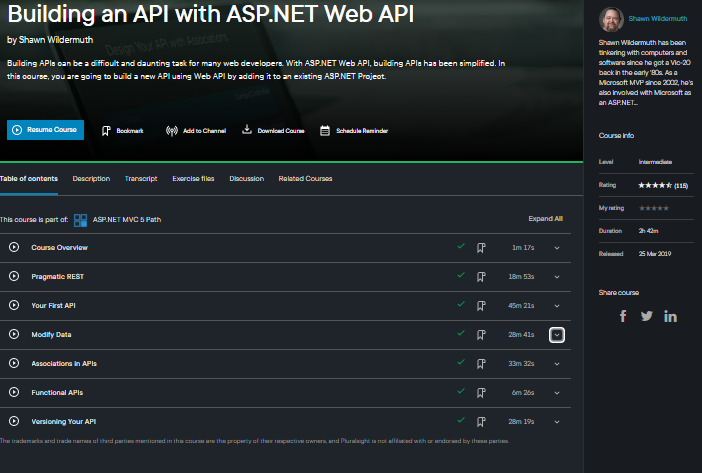 Building an API with ASP.NET Web API
by Shawn Wildermuth
Building APIs can be a difficult and daunting task for many web developers. With ASP.NET Web API, building APIs has been simplified. In
this course, you are going to build a new API using Web API by adding it to an existing ASP.NET Project.
Resume Course
Bookmark
Add to Channel
Download Course
Schedule Reminder
Table of contents
Description
Transcript
Exercise files
Discussion
Related Courses
This course is part of: ASP.NET MVC 5 Path
Expand All
Course Overview 1m 17s
Pragmatic REST 18m 53s
Your First API 45m 21s
Modify Data 28m 41s
Associations in APIs 33m 32s
Functional APIs 6m 26s
Versioning Your API 28m 19s
The trademarks and trade names of third parties mentioned in this course are the property of their respective owners, and Pluralsight is not affiliated with or endorsed by these parties.
Shawn Wildermuth
Shawn Wildermuth has been
tinkering with computers and
software since he got a Vic-20
back in the early '80s. As a
Microsoft MVP since 2002, he's
also involved with Microsoft as
an ASP.NET...
Course info
Level Intermediate
Rating (115)
My rating
Duration 2h 42m
Released 25 Mar 2019
Share course